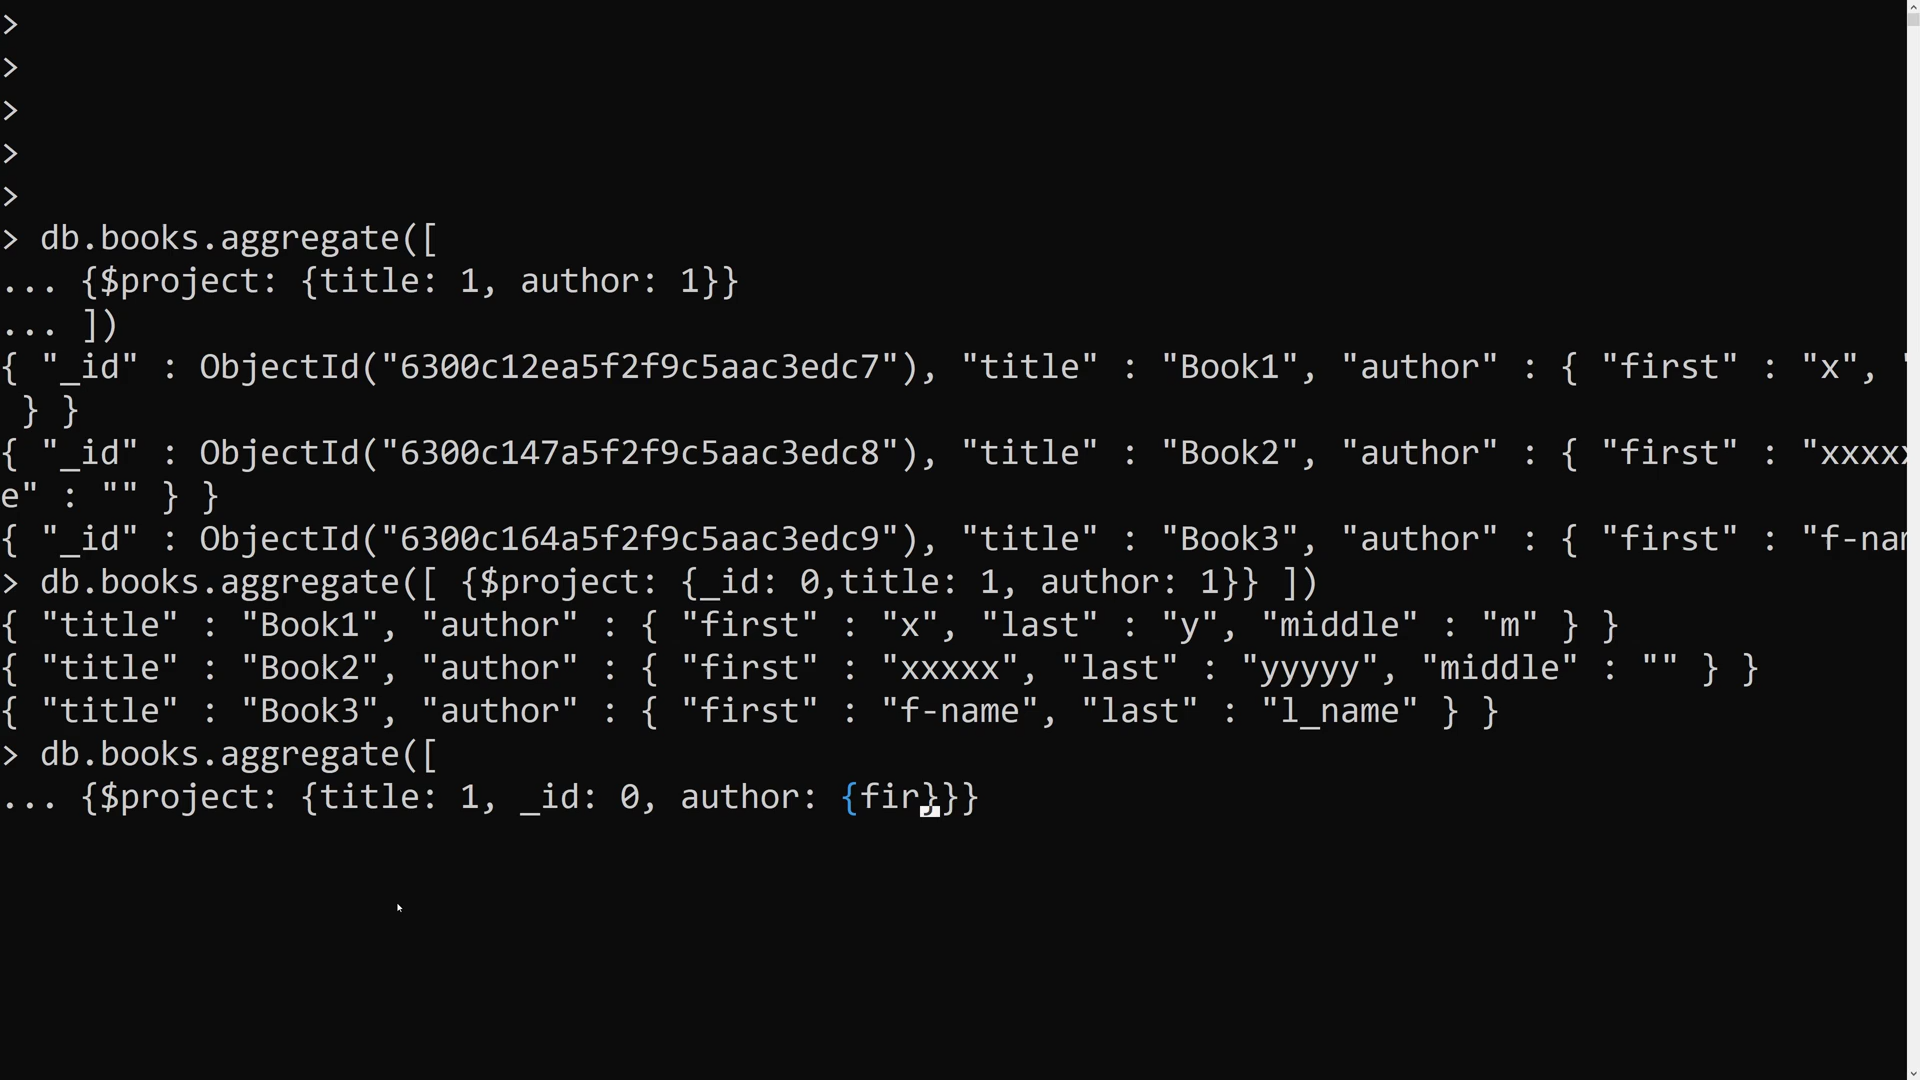 >
>
>
>
>
> db.books.aggregate([
... {$project: {title: 1, author: 1}}
... ])
{ "_id" : ObjectId("6300c12ea5f2f9c5aac3edc7"), "title" : "Book1", "author" : { "first" : "x", "
 } }
{ "_id" : ObjectId("6300c147a5f2f9c5aac3edc8"), "title" : "Book2", "author" : { "first" : "xxxxx
e" : "" } }
{ "_id" : ObjectId("6300c164a5f2f9c5aac3edc9"), "title" : "Book3", "author" : { "first" : "f-nam
> db.books.aggregate([ {$project: {_id: 0,title: 1, author: 1}} ])
{ "title" : "Book1", "author" : { "first" : "x", "last" : "y", "middle" : "m" } }
{ "title" : "Book2", "author" : { "first" : "xxxxx", "last" : "yyyyy", "middle" : "" } }
{ "title" : "Book3", "author" : { "first" : "f-name", "last" : "l_name" } }
> db.books.aggregate([
... {$project: {title: 1, _id: 0, author: {fir}}}